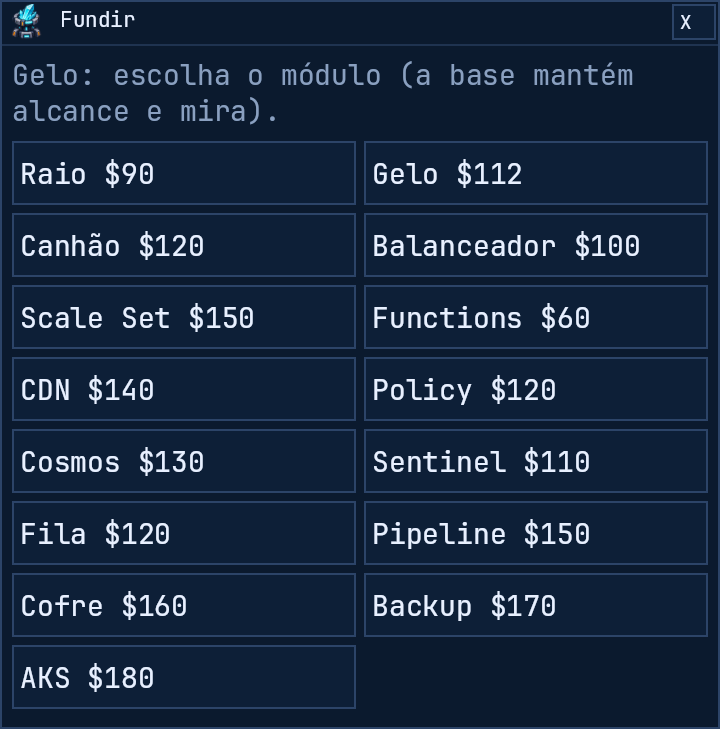 Fundir
X
Gelo: escolha o módulo (a base mantém
alcance e mira).
Raio $90
Gelo $112
Canhão $120
Balanceador $100
Scale Set $150
Functions $60
CDN $140
Policy $120
Cosmos $130
Sentinel $110
Fila $120
Pipeline $150
Cofre $160
Backup $170
AKS $180